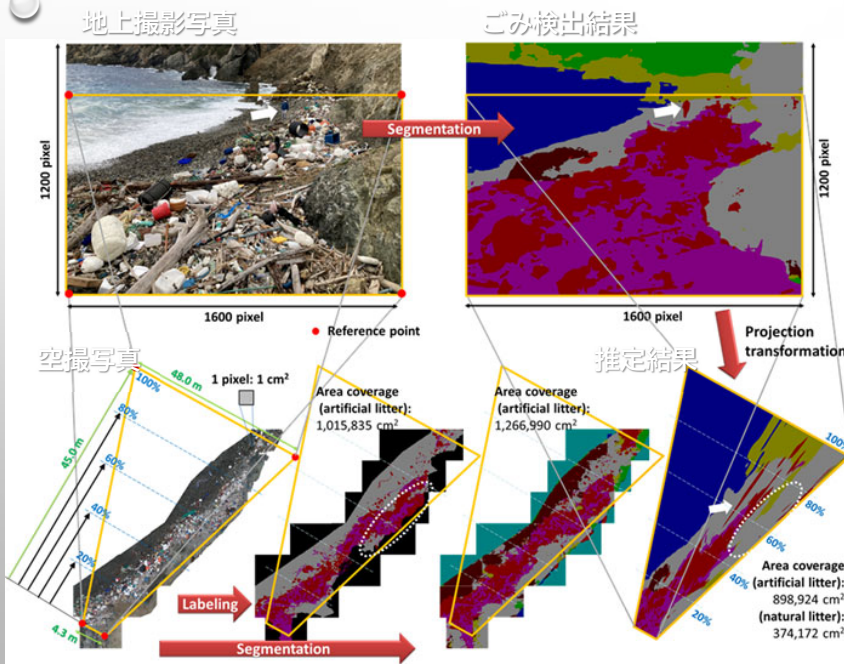 地上撮影写真
ごみ検出結果
1200 pixel
Segmentation
1200 pixel
1600 pixel
1600 pixel
Reference point
Projection
transformation
空撮写真
推定結果
48.0 m
45.0 m
4.3 m
100%
80%
60%
40%
20%
1 pixel: 1 cm²
Area coverage
(artificial litter):
1,015,835 cm²
Area coverage
(artificial litter):
1,266,990 cm²
100%
80%
60%
40%
20%
Area coverage
(artificial litter):
898,924 cm²
(natural litter):
374,172 cm²
Labeling
Segmentation